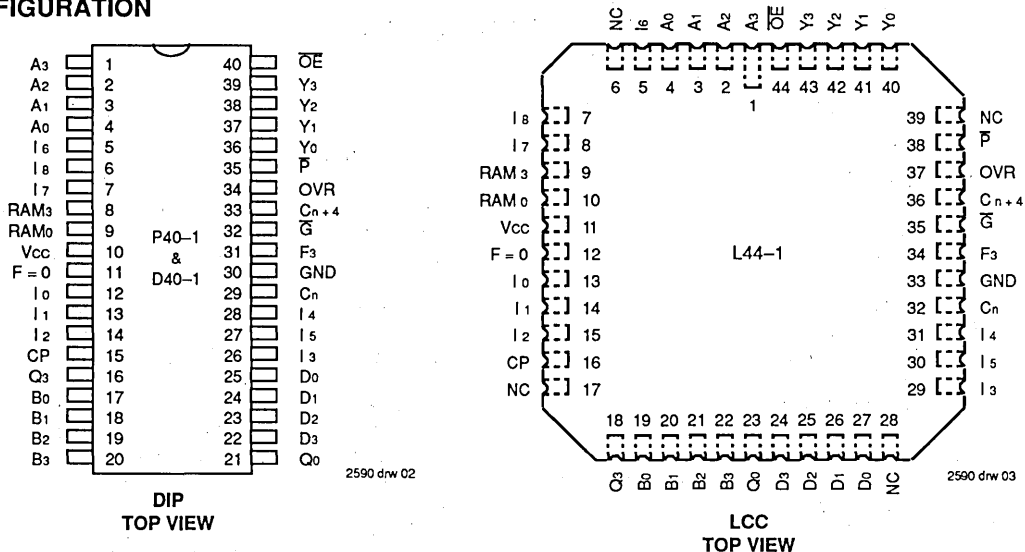 FIGURATION
A3 1 40 OE
A2 2 39 Y3
A1 3 38 Y2
A0 4 37 Y1
I6 5 36 Y0
I8 6 35 P
I7 7 34 OVR
RAM3 8 33 Cn+4
RAM0 9 32 G
Vcc 10 31 F3
F = 0 11 30 GND
I0 12 29 Cn
I1 13 28 I4
I2 14 27 I5
CP 15 26 I3
Q3 16 25 D0
B0 17 24 D1
B1 18 23 D2
B2 19 22 D3
B3 20 21 Q0
P40–1
&
D40–1
2590 drw 02
DIP
TOP VIEW
NC I6 A0 A1 A2 A3 OE Y3 Y2 Y1 Y0
6 5 4 3 2 1 44 43 42 41 40
I8 7 39 NC
I7 8 38 P
RAM3 9 37 OVR
RAM0 10 36 Cn+4
Vcc 11 35 G
F = 0 12 34 F3
I0 13 33 GND
I1 14 32 Cn
I2 15 31 I4
CP 16 30 I5
NC 17 29 I3
L44–1
18 19 20 21 22 23 24 25 26 27 28
Q3 B0 B1 B2 B3 Q0 D3 D2 D1 D0 NC
2590 drw 03
LCC
TOP VIEW